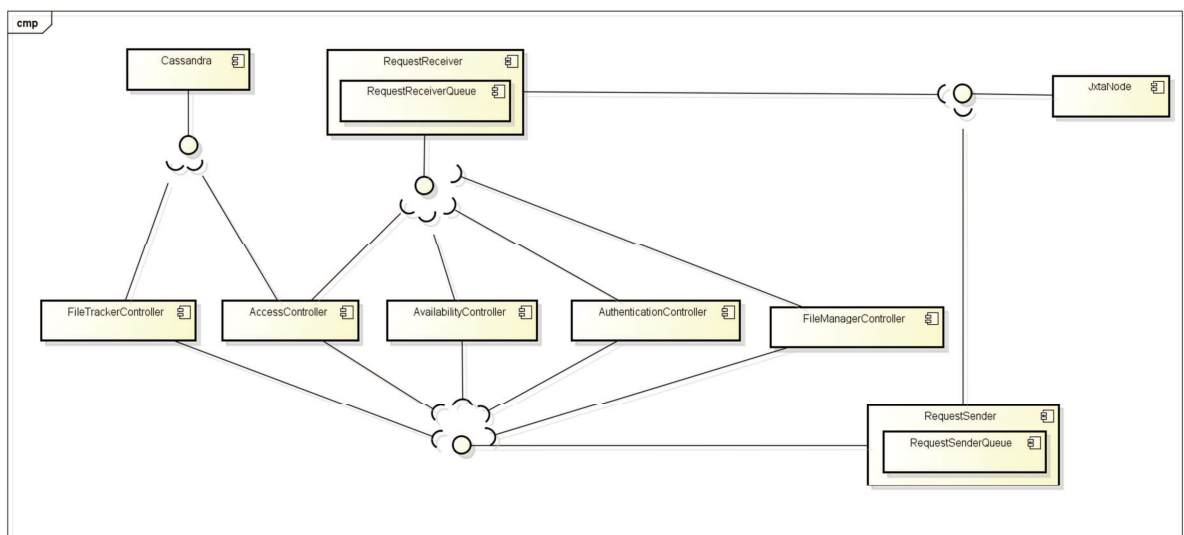 cmp
Cassandra
RequestReceiver
RequestReceiverQueue
JxtaNode
FileTrackerController
AccessController
AvailabilityController
AuthenticationController
FileManagerController
RequestSender
RequestSenderQueue